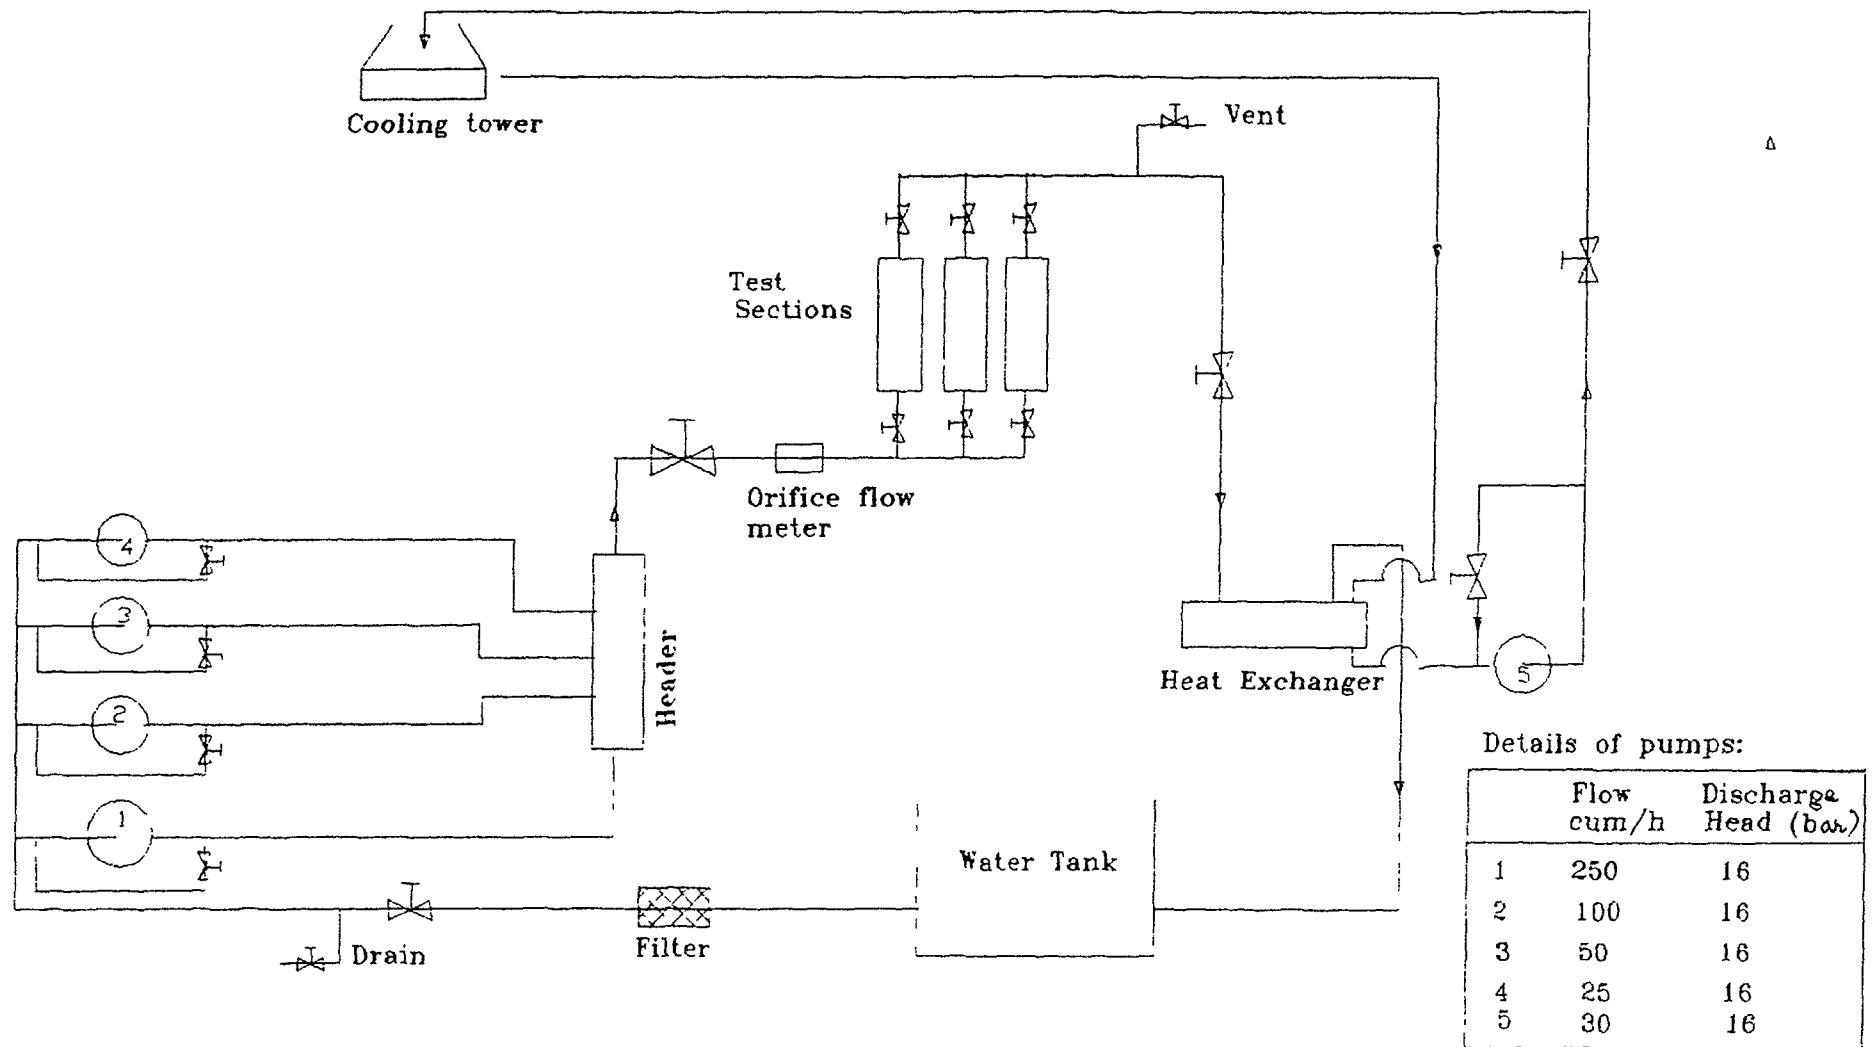 Cooling tower
Vent
Test
Sections
Orifice flow
meter
4
3
2
1
Header
Heat Exchanger
5
Water Tank
Filter
Drain
Details of pumps:
Flow Discharge
cum/h Head (bar)
1 250 16
2 100 16
3 50 16
4 25 16
5 30 16